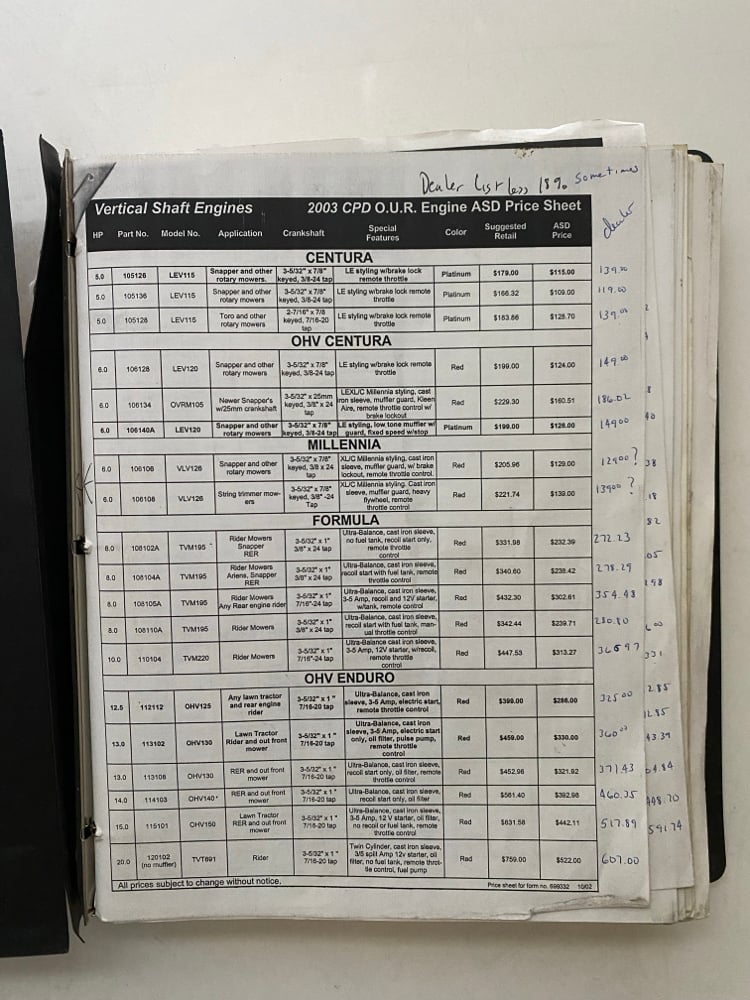 Dealer list less 18% sometimes
Vertical Shaft Engines 2003 CPD O.U.R. Engine ASD Price Sheet
dealer
HP Part No. Model No. Application Crankshaft Special Features Color Suggested Retail ASD Price
CENTURA
5.0 105126 LEV115 Snapper and other rotary mowers. 3-5/32" x 7/8" keyed, 3/8-24 tap LE styling w/brake lock remote throttle Platinum $179.00 $115.00 139.00
5.0 105136 LEV115 Snapper and other rotary mowers 3-5/32" x 7/8" keyed, 3/8-24 tap LE styling w/brake lock remote throttle Platinum $166.32 $109.00 119.00
5.0 105128 LEV115 Toro and other rotary mowers 2-7/16" x 7/8 keyed, 7/16-20 tap LE styling w/brake lock remote throttle Platinum $183.86 $128.70 139.00
OHV CENTURA
6.0 106128 LEV120 Snapper and other rotary mowers 3-5/32" x 7/8" keyed, 3/8-24 tap LE styling w/brake lock remote throttle Red $199.00 $124.00 149.00
6.0 106134 OVRM105 Newer Snapper's w/25mm crankshaft 3-5/32" x 25mm keyed, 3/8" x 24 tap LEXL/C Millennia styling, cast iron sleeve, muffler guard, Kleen Aire, remote throttle control w/ brake lockout Red $229.30 $160.51 186.02
6.0 106140A LEV120 Snapper and other rotary mowers 3-5/32" x 7/8" keyed, 3/8-24 tap LE styling, low tone muffler w/ guard, fixed speed w/stop Platinum $199.00 $128.00 149.00
MILLENNIA
6.0 106106 VLV126 Snapper and other rotary mowers 3-5/32" x 7/8" keyed, 3/8 x 24 tap XL/C Millennia styling, cast iron sleeve, muffler guard, w/ brake lockout, remote throttle control. Red $205.96 $129.00 129.00 ?
6.0 106108 VLV126 String trimmer mowers 3-5/32" x 7/8" keyed, 3/8" -24 Tap XL/C Millennia styling. Cast iron sleeve, muffler guard, heavy flywheel, remote throttle control Red $221.74 $139.00 139.00 ?
FORMULA
8.0 108102A TVM195 Rider Mowers Snapper RER 3-5/32" x 1" 3/8" x 24 tap Ultra-Balance, cast iron sleeve, no fuel tank, recoil start only, remote throttle control Red $331.98 $232.39 272.23
8.0 108104A TVM195 Rider Mowers Ariens, Snapper RER 3-5/32" x 1" 3/8" x 24 tap Ultra-Balance, cast iron sleeve, recoil start with fuel tank, remote throttle control Red $340.60 $238.42 278.29
8.0 108105A TVM195 Rider Mowers Any Rear engine rider 3-5/32" x 1" 7/16"-24 tap Ultra-Balance, cast iron sleeve, 3-5 Amp, recoil and 12V starter, w/tank, remote control Red $432.30 $302.61 354.48
8.0 108110A TVM195 Rider Mowers 3-5/32" x 1" 3/8" x 24 tap Ultra-Balance, cast iron sleeve, recoil start with fuel tank, manual throttle control Red $342.44 $239.71 280.80
10.0 110104 TVM220 Rider Mowers 3-5/32" x 1" 7/16"-24 tap Ultra-Balance, cast iron sleeve, 3-5 Amp, 12V starter, w/recoil, remote throttle control Red $447.53 $313.27 366.97
OHV ENDURO
12.5 112112 OHV125 Any lawn tractor and rear engine rider 3-5/32" x 1" 7/16-20 tap Ultra-Balance, cast iron sleeve, 3-5 Amp, electric start, remote throttle control Red $399.00 $286.00 325.00
13.0 113102 OHV130 Lawn Tractor Rider and out front mower 3-5/32" x 1" 7/16-20 tap Ultra-Balance, cast iron sleeve, 3-5 Amp, electric start only, oil filter, pulse pump, remote throttle control Red $459.00 $330.00 360.00
13.0 113108 OHV130 RER and out front mower 3-5/32" x 1" 7/16-20 tap Ultra-Balance, cast iron sleeve, recoil start only, oil filter, remote throttle control Red $452.96 $321.92 371.43
14.0 114103 OHV140 RER and out front mower 3-5/32" x 1" 7/16-20 tap Ultra-Balance, cast iron sleeve, recoil start only, oil filter Red $561.40 $392.98 460.35
15.0 115101 OHV150 Lawn Tractor RER and out front mower 3-5/32" x 1" 7/16-20 tap Ultra-Balance, cast iron sleeve, 3-5 Amp, 12 V starter, oil filter, no recoil or fuel tank, remote throttle control Red $631.58 $442.11 517.89
20.0 120102 (no muffler) TVT691 Rider 3-5/32" x 1" 7/16-20 tap Twin Cylinder, cast iron sleeve, 3/5 split Amp 12v starter, oil filter, no fuel tank, remote throttle control, fuel pump Red $759.00 $522.00 607.00
All prices subject to change without notice. Price sheet for form no. 699332 10/02